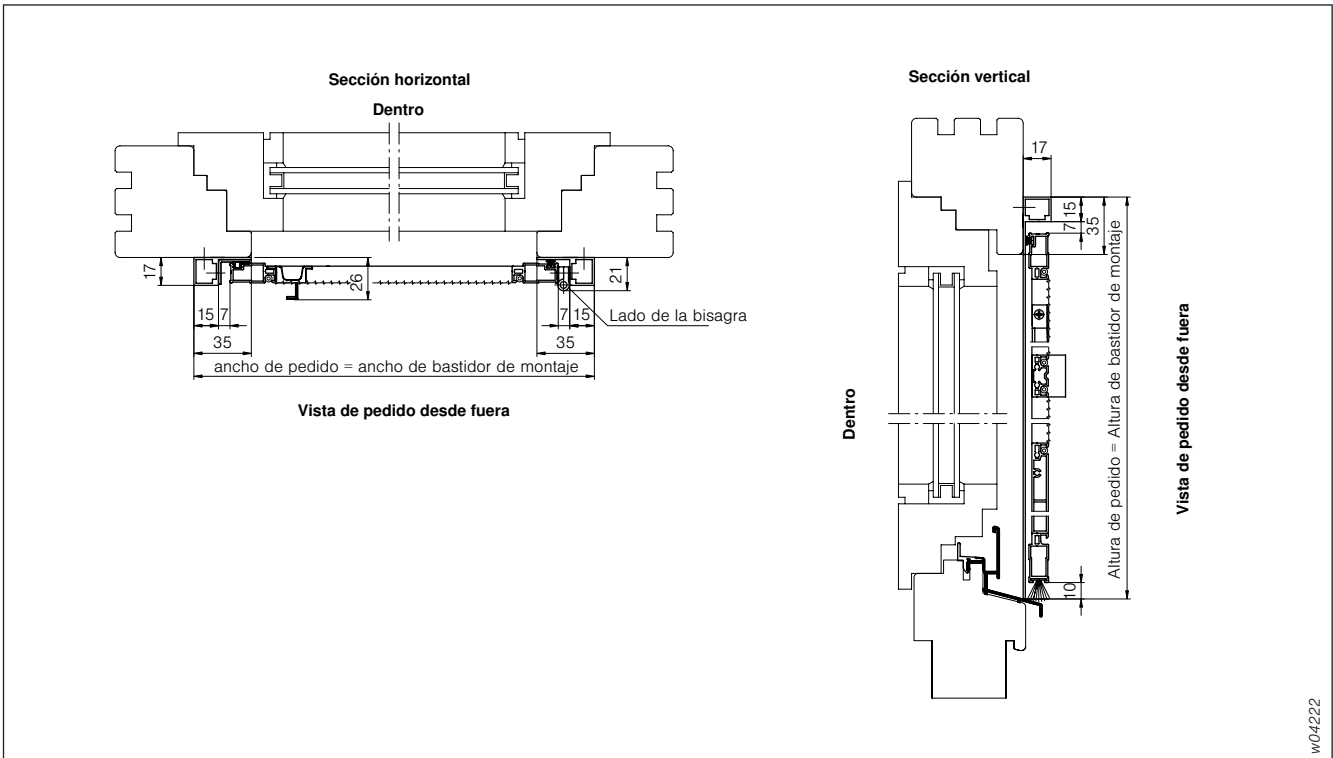 Sección horizontal
Dentro
17
26
21
Lado de la bisagra
15
7
7
15
35
35
ancho de pedido = ancho de bastidor de montaje
Vista de pedido desde fuera
Sección vertical
17
15
7
35
Dentro
Altura de pedido = Altura de bastidor de montaje
Vista de pedido desde fuera
10
w04222